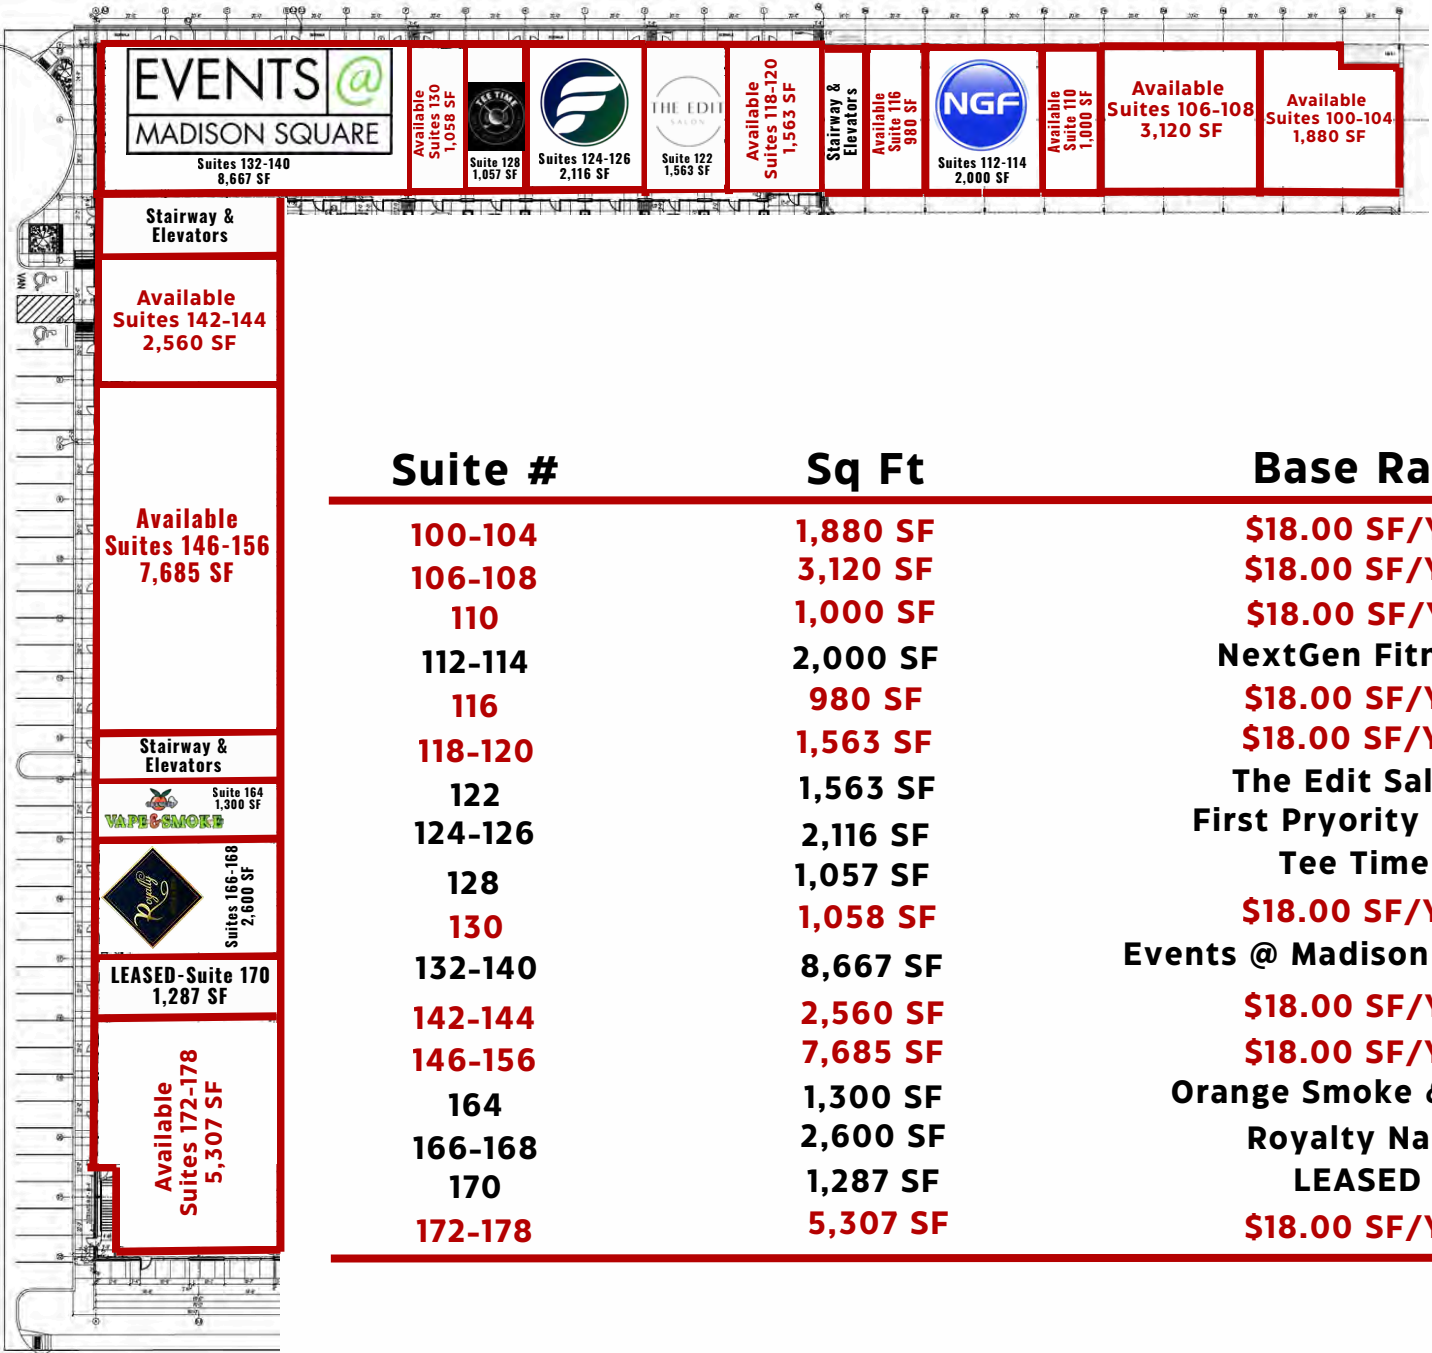 EVENTS@
MADISON SQUARE
Suites 132-140
8,667 SF
Available
Suites 130
1,058 SF
TEE TIME
Suite 128
1,057 SF
Suites 124-126
2,116 SF
THE EDIT
SALON
Suite 122
1,563 SF
Available
Suites 118-120
1,563 SF
Stairway &
Elevators
Available
Suite 116
980 SF
NGF
Suites 112-114
2,000 SF
Available
Suite 110
1,000 SF
Available
Suites 106-108
3,120 SF
Available
Suites 100-104
1,880 SF
Stairway &
Elevators
VAN
Available
Suites 142-144
2,560 SF
Available
Suites 146-156
7,685 SF
Stairway &
Elevators
Suite 164
1,300 SF
VAPE&SMOKE
Royalty
Suites 166-168
2,600 SF
LEASED-Suite 170
1,287 SF
Available
Suites 172-178
5,307 SF
Suite # Sq Ft Base Ra
100-104 1,880 SF $18.00 SF/Y
106-108 3,120 SF $18.00 SF/Y
110 1,000 SF $18.00 SF/Y
112-114 2,000 SF NextGen Fitn
116 980 SF $18.00 SF/Y
118-120 1,563 SF $18.00 SF/Y
122 1,563 SF The Edit Sal
124-126 2,116 SF First Pryority
128 1,057 SF Tee Time
130 1,058 SF $18.00 SF/Y
132-140 8,667 SF Events @ Madison
142-144 2,560 SF $18.00 SF/Y
146-156 7,685 SF $18.00 SF/Y
164 1,300 SF Orange Smoke &
166-168 2,600 SF Royalty Na
170 1,287 SF LEASED
172-178 5,307 SF $18.00 SF/Y